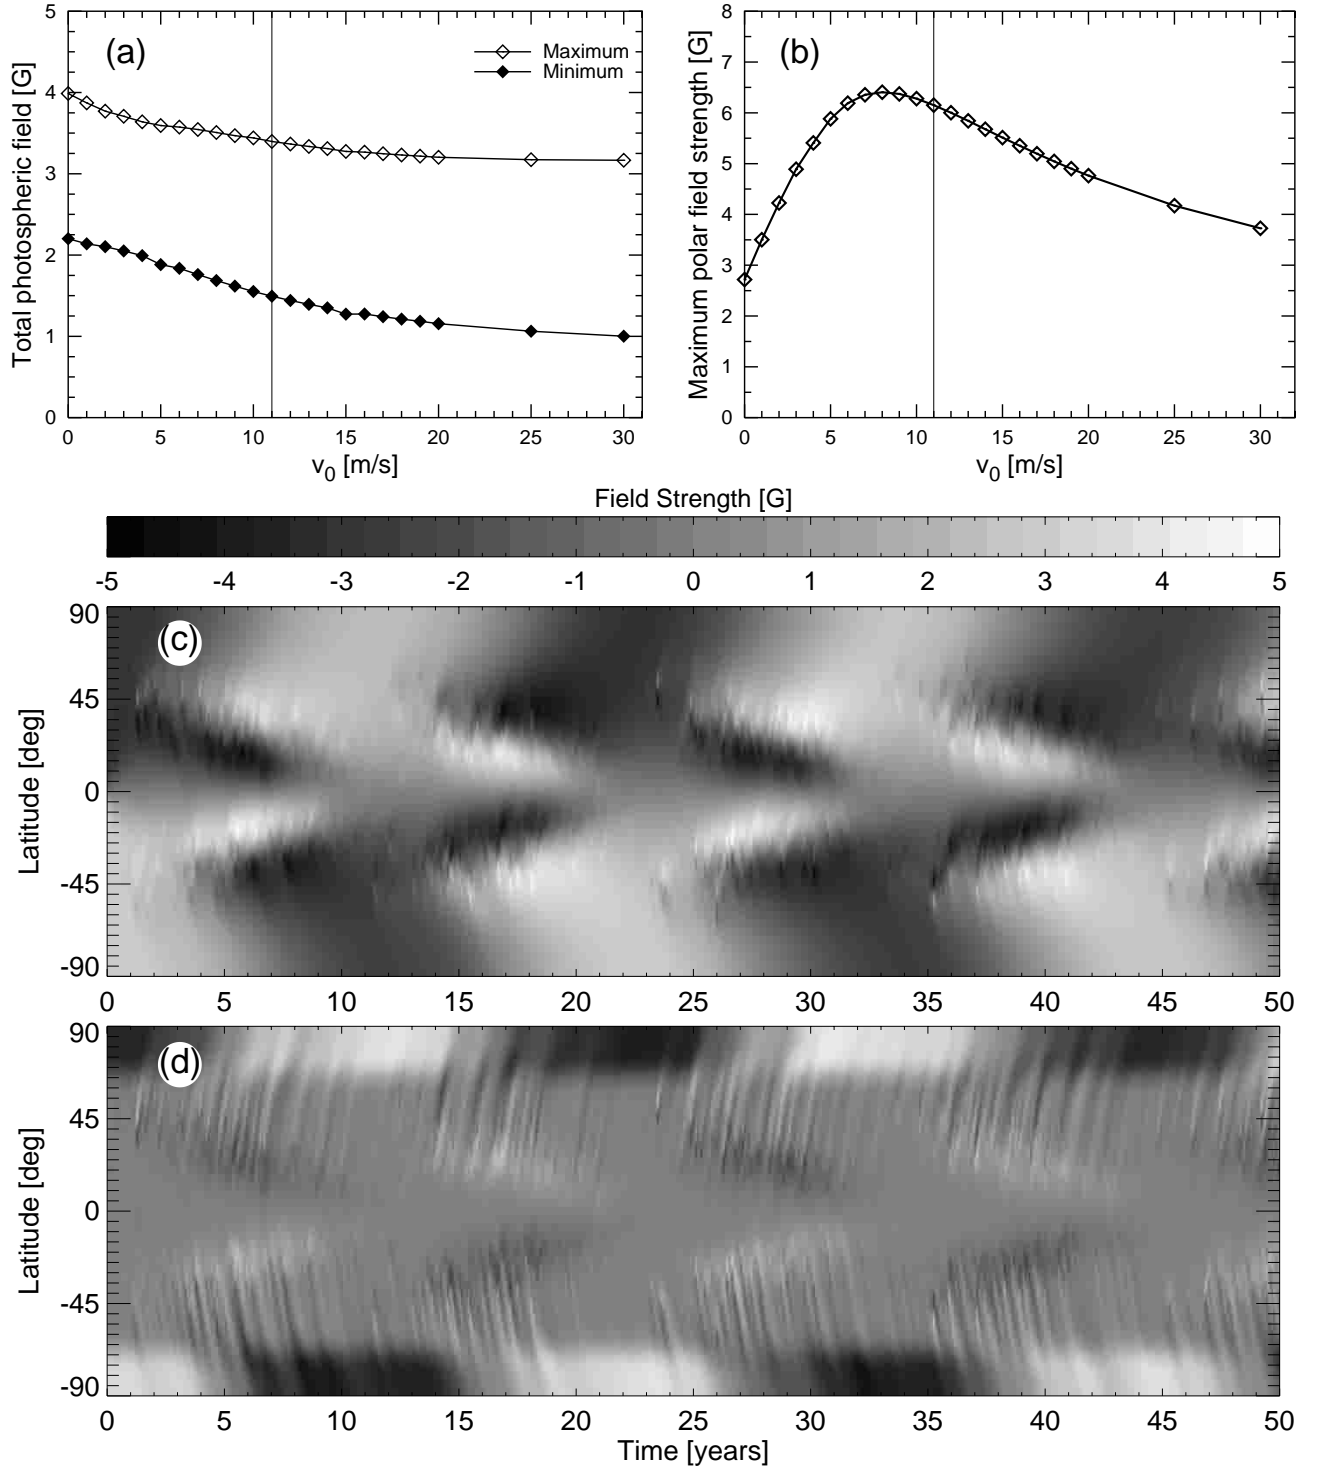 (a)
Maximum
Minimum
Total photospheric field [G]
5
4
3
2
1
0
0 5 10 15 20 25 30
v0 [m/s]
(b)
Maximum polar field strength [G]
8
7
6
5
4
3
2
1
0
0 5 10 15 20 25 30
v0 [m/s]
Field Strength [G]
-5 -4 -3 -2 -1 0 1 2 3 4 5
(c)
Latitude [deg]
90
45
0
-45
-90
0 5 10 15 20 25 30 35 40 45 50
(d)
Latitude [deg]
90
45
0
-45
-90
0 5 10 15 20 25 30 35 40 45 50
Time [years]